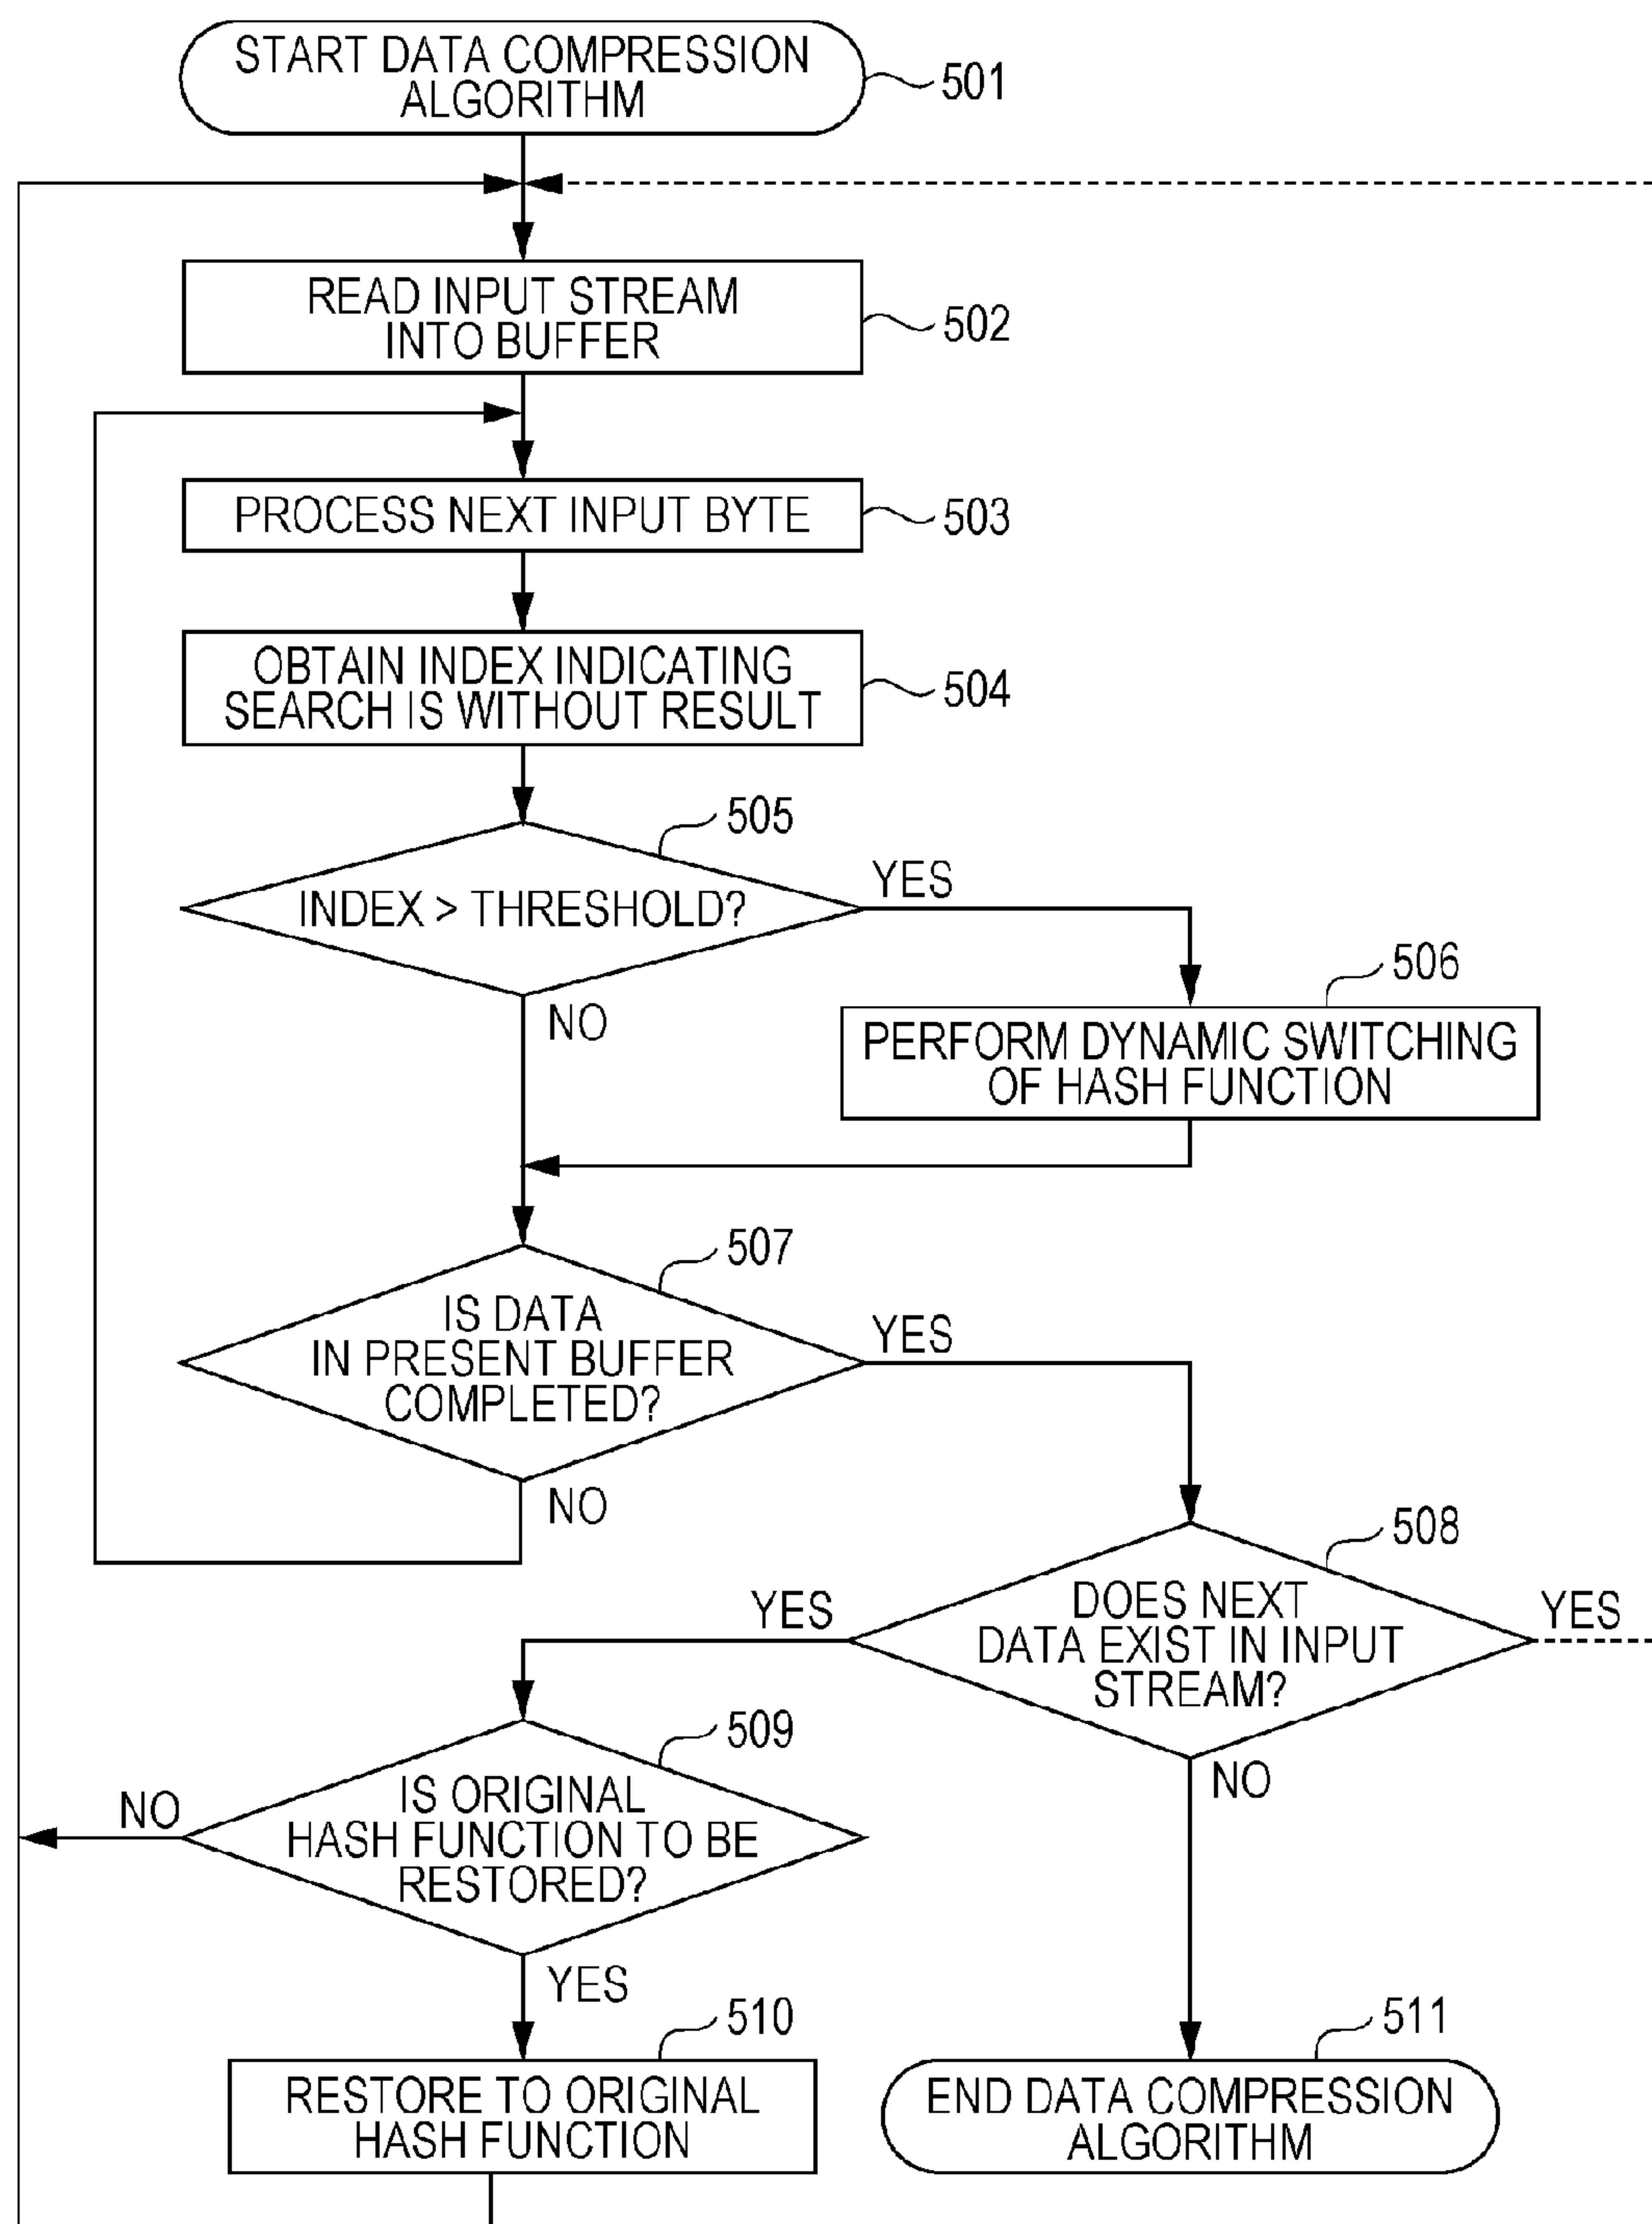 START DATA COMPRESSION
ALGORITHM
501
READ INPUT STREAM
INTO BUFFER
502
PROCESS NEXT INPUT BYTE
503
OBTAIN INDEX INDICATING
SEARCH IS WITHOUT RESULT
504
505
INDEX > THRESHOLD?
YES
NO
506
PERFORM DYNAMIC SWITCHING
OF HASH FUNCTION
507
IS DATA
IN PRESENT BUFFER
COMPLETED?
YES
NO
508
DOES NEXT
DATA EXIST IN INPUT
STREAM?
YES
YES
NO
509
IS ORIGINAL
HASH FUNCTION TO BE
RESTORED?
NO
YES
510
RESTORE TO ORIGINAL
HASH FUNCTION
511
END DATA COMPRESSION
ALGORITHM